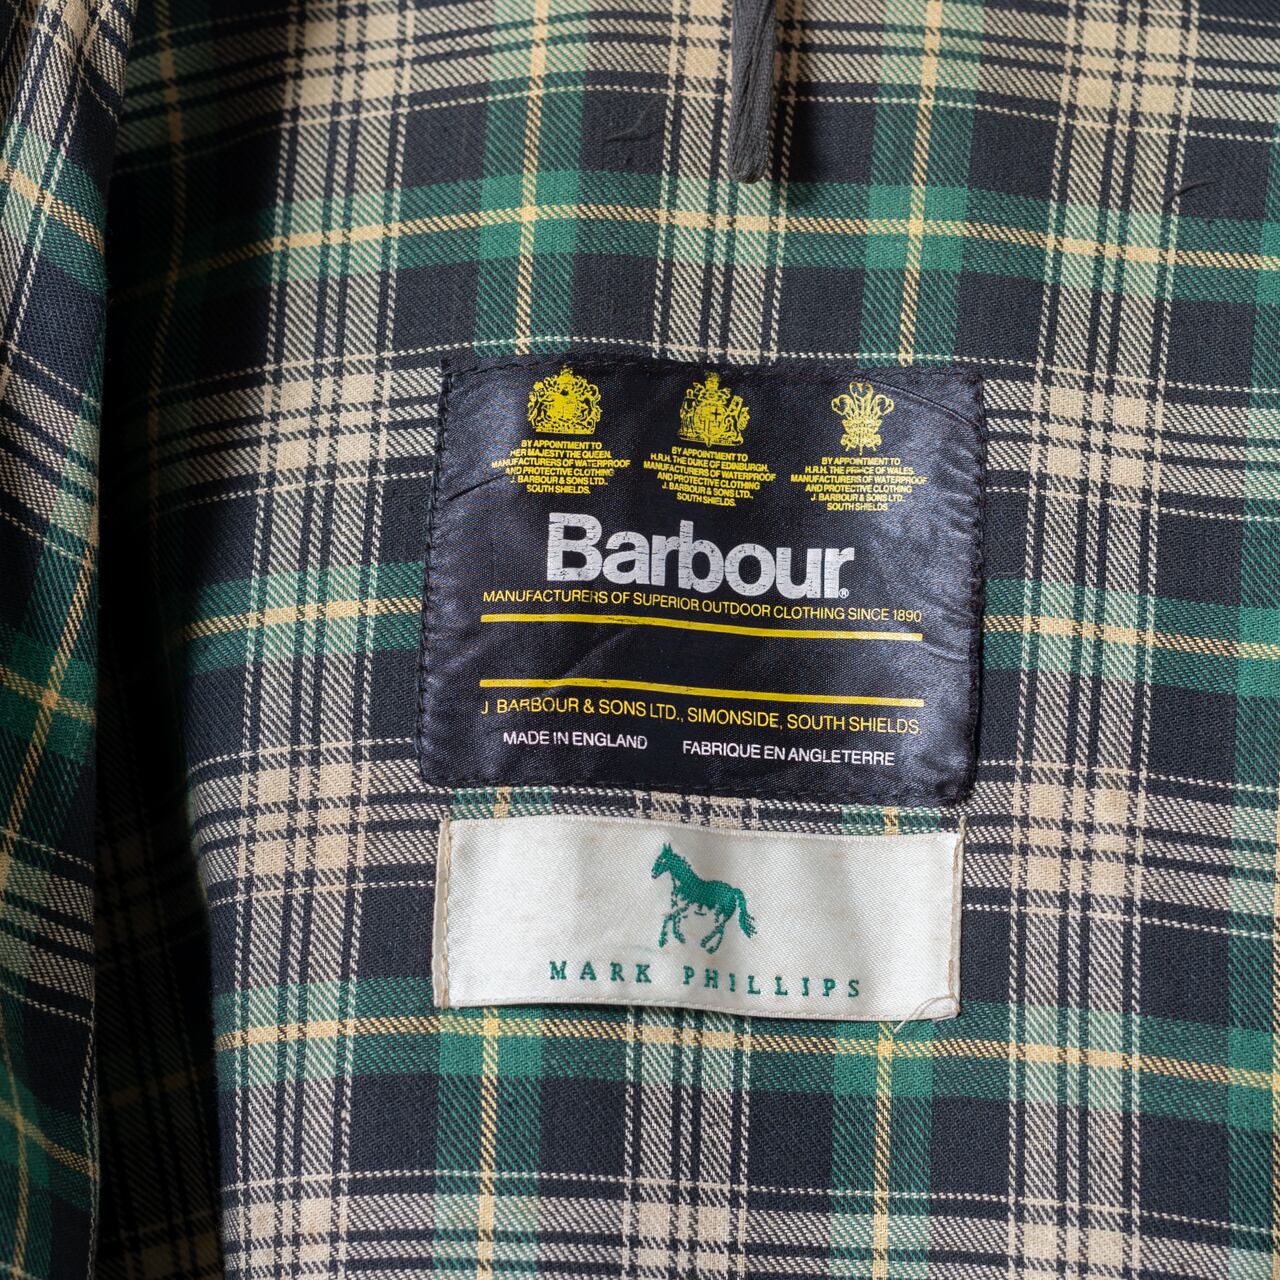 BY APPOINTMENT TO
HER MAJESTY THE QUEEN.
MANUFACTURERS OF WATERPROOF
AND PROTECTIVE CLOTHING
J. BARBOUR & SONS LTD.
SOUTH SHIELDS.
BY APPOINTMENT TO
H.R.H. THE DUKE OF EDINBURGH.
MANUFACTURERS OF WATERPROOF
AND PROTECTIVE CLOTHING
J. BARBOUR & SONS LTD.,
SOUTH SHIELDS.
BY APPOINTMENT TO
H.R.H. THE PRINCE OF WALES.
MANUFACTURERS OF WATERPROOF
AND PROTECTIVE CLOTHING
J. BARBOUR & SONS LTD.
SOUTH SHIELDS.
Barbour®
MANUFACTURERS OF SUPERIOR OUTDOOR CLOTHING SINCE 1890
J BARBOUR & SONS LTD., SIMONSIDE, SOUTH SHIELDS.
MADE IN ENGLAND FABRIQUE EN ANGLETERRE
MARK PHILLIPS